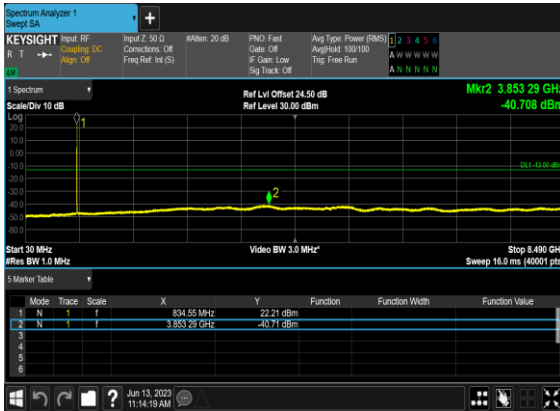 Spectrum Analyzer 1
Swept SA
KEYSIGHT
R T
Input: RF
Coupling: DC
Align: Off
Input Z: 50 Ω
Corrections: Off
Freq Ref: Int (S)
#Atten: 20 dB
PNO: Fast
Gate: Off
IF Gain: Low
Sig Track: Off
Avg Type: Power (RMS)
Avg|Hold: 100/100
Trig: Free Run
1 2 3 4 5 6
A W W W W W
A N N N N N
1 Spectrum
Scale/Div 10 dB
Ref Lvl Offset 24.50 dB
Ref Level 30.00 dBm
Mkr2 3.853 29 GHz
-40.708 dBm
Log
20.0
10.0
0.00
-10.0
-20.0
-30.0
-40.0
-50.0
-60.0
1
2
DL1 -13.00 dBm
Start 30 MHz
#Res BW 1.0 MHz
Video BW 3.0 MHz*
Stop 8.490 GHz
Sweep 16.0 ms (40001 pts)
5 Marker Table
Mode Trace Scale X Y Function Function Width Function Value
1 N 1 f 834.55 MHz 22.21 dBm
2 N 1 f 3.853 29 GHz -40.71 dBm
3
4
5
6
?
Jun 13, 2023
11:14:19 AM